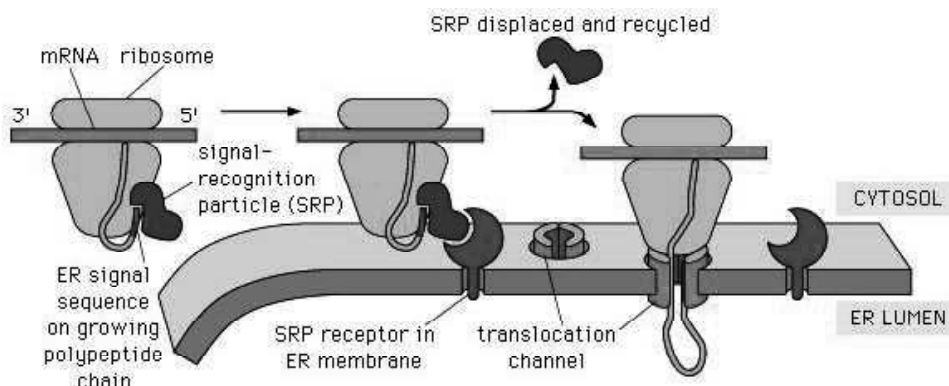 SRP displaced and recycled
mRNA ribosome
3' 5'
signal-
recognition
particle (SRP)
CYTOSOL
ER signal
sequence
on growing
polypeptide
chain
SRP receptor in
ER membrane
translocation
channel
ER LUMEN